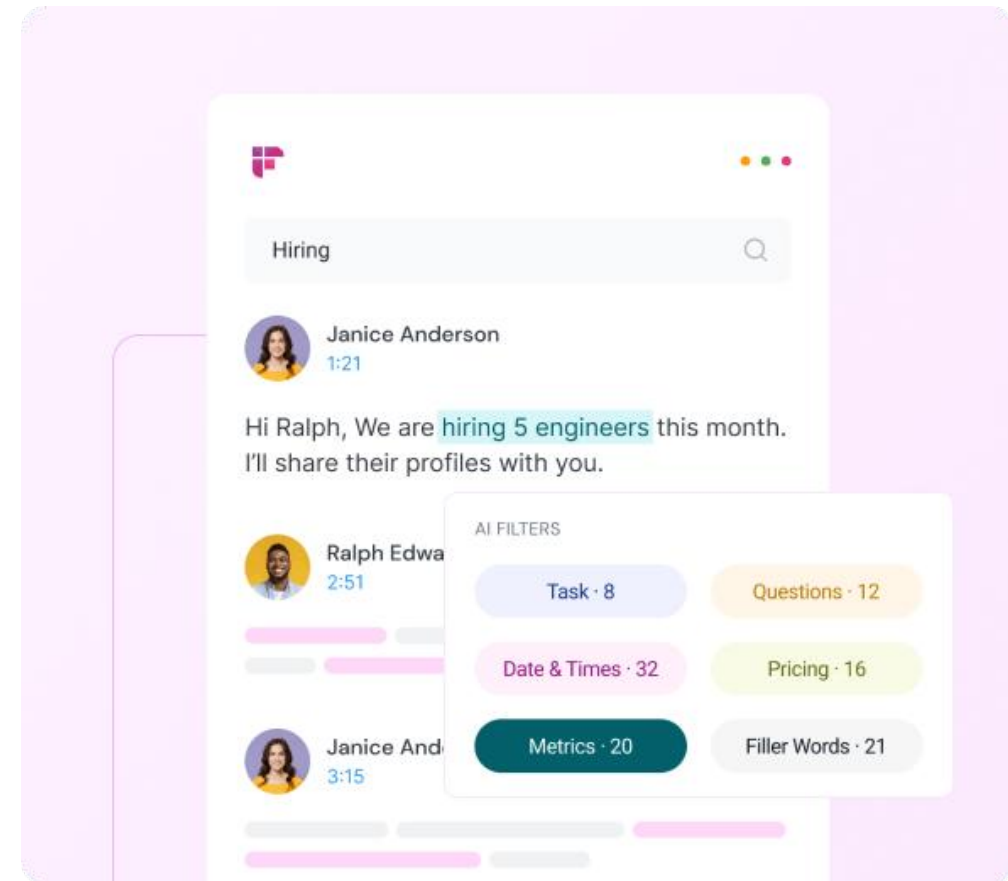 Hiring
Janice Anderson
1:21
Hi Ralph, We are hiring 5 engineers this month.
I'll share their profiles with you.
Ralph Edwa
2:51
AI FILTERS
Task · 8
Questions · 12
Date & Times · 32
Pricing · 16
Metrics · 20
Filler Words · 21
Janice And
3:15